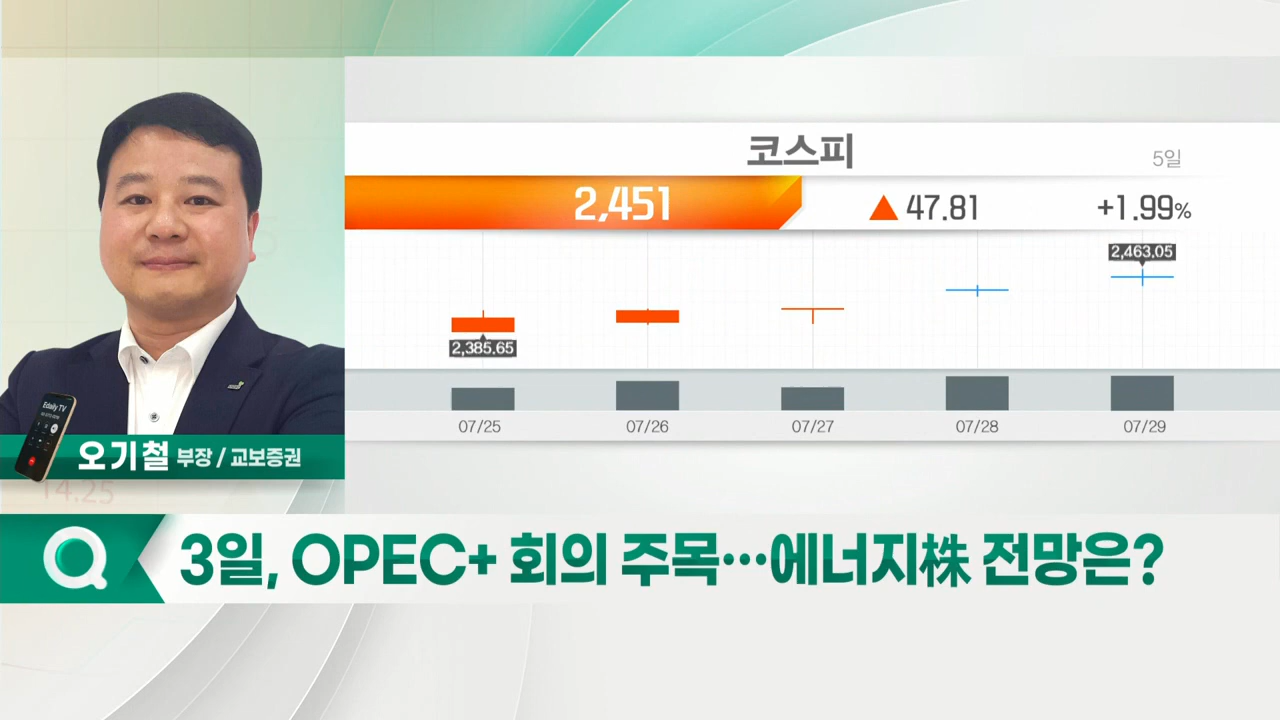 코스피
5일
2,451 ▲ 47.81 +1.99%
2,463.05
2,385.65
07/25 07/26 07/27 07/28 07/29
Edaily TV
오기철 부장 / 교보증권
14.25
3일, OPEC+ 회의 주목…에너지株 전망은?